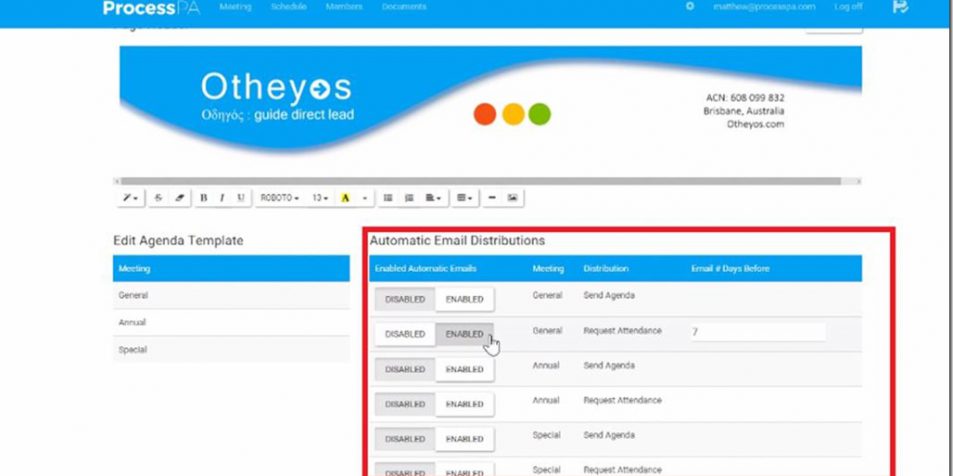 ProcessPA Meeting Schedule Members Documents matthew@processpa.com Log off
Otheyos
Οδηγός : guide direct lead
ACN: 608 099 832
Brisbane, Australia
Otheyos.com
B I U ROBOTO 13 A
Edit Agenda Template
Meeting
General
Annual
Special
Automatic Email Distributions
Enabled Automatic Emails Meeting Distribution Email # Days Before
DISABLED ENABLED General Send Agenda
DISABLED ENABLED General Request Attendance 7
DISABLED ENABLED Annual Send Agenda
DISABLED ENABLED Annual Request Attendance
DISABLED ENABLED Special Send Agenda
DISABLED ENABLED Special Request Attendance